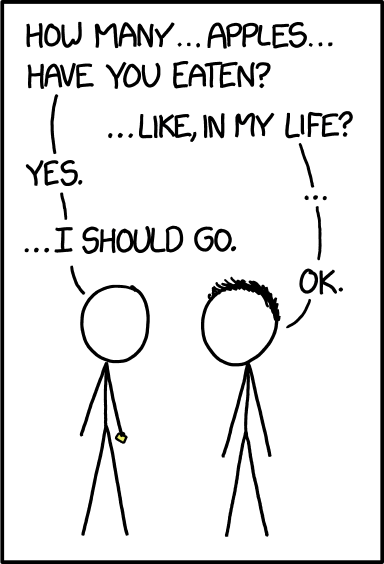 HOW MANY...APPLES...
HAVE YOU EATEN?
...LIKE, IN MY LIFE?
YES.
...
...I SHOULD GO.
OK.